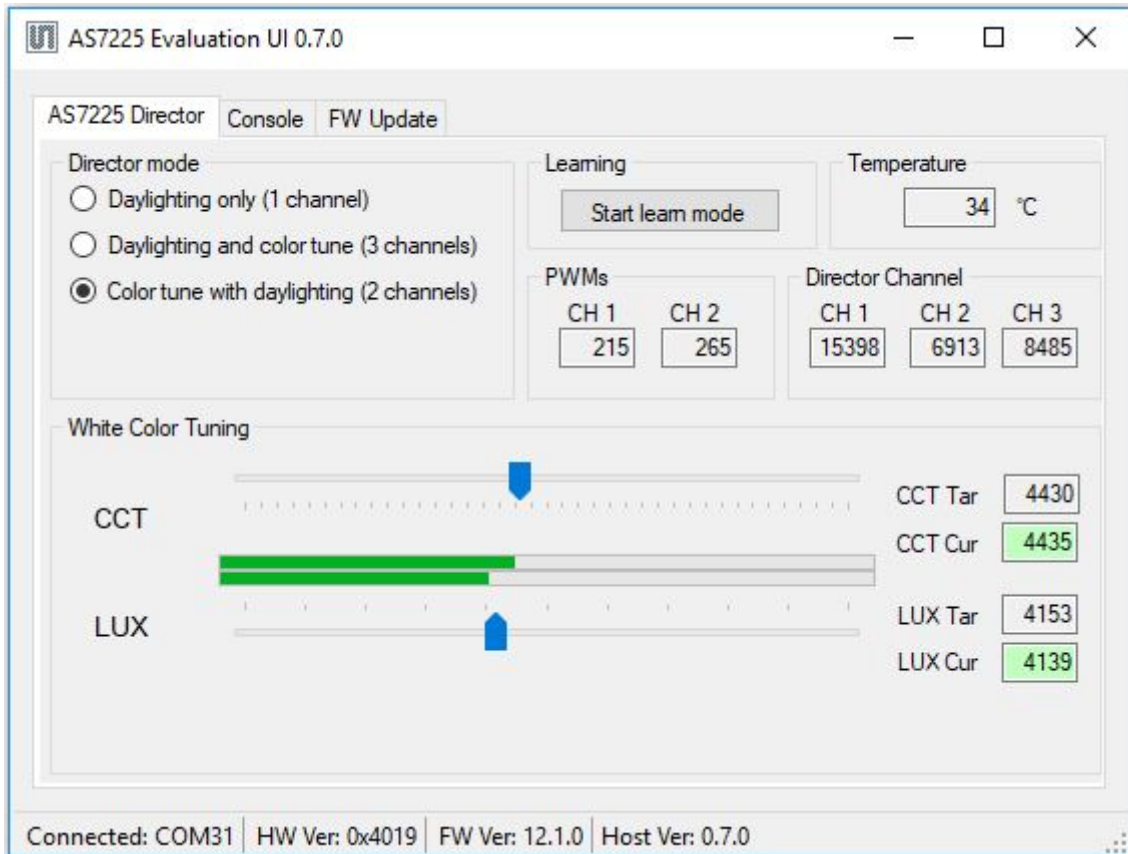 AS7225 Evaluation UI 0.7.0
AS7225 Director Console FW Update
Director mode
Daylighting only (1 channel)
Daylighting and color tune (3 channels)
Color tune with daylighting (2 channels)
Learning
Start learn mode
Temperature
34 °C
PWMs
CH 1 CH 2
215 265
Director Channel
CH 1 CH 2 CH 3
15398 6913 8485
White Color Tuning
CCT
CCT Tar 4430
CCT Cur 4435
LUX
LUX Tar 4153
LUX Cur 4139
Connected: COM31 HW Ver: 0x4019 FW Ver: 12.1.0 Host Ver: 0.7.0